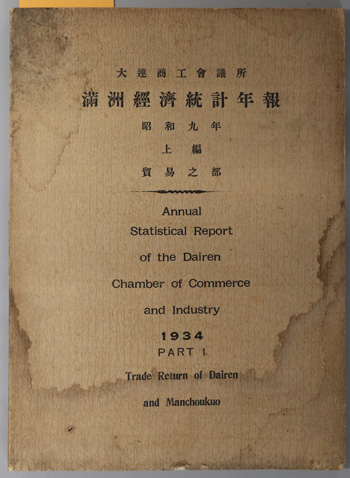 大連商工會議所
滿洲經濟統計年報
昭和九年
上編
貿易之部
Annual
Statistical Report
of the Dairen
Chamber of Commerce
and Industry
1934
PART 1.
Trade Return of Dairen
and Manchoukuo